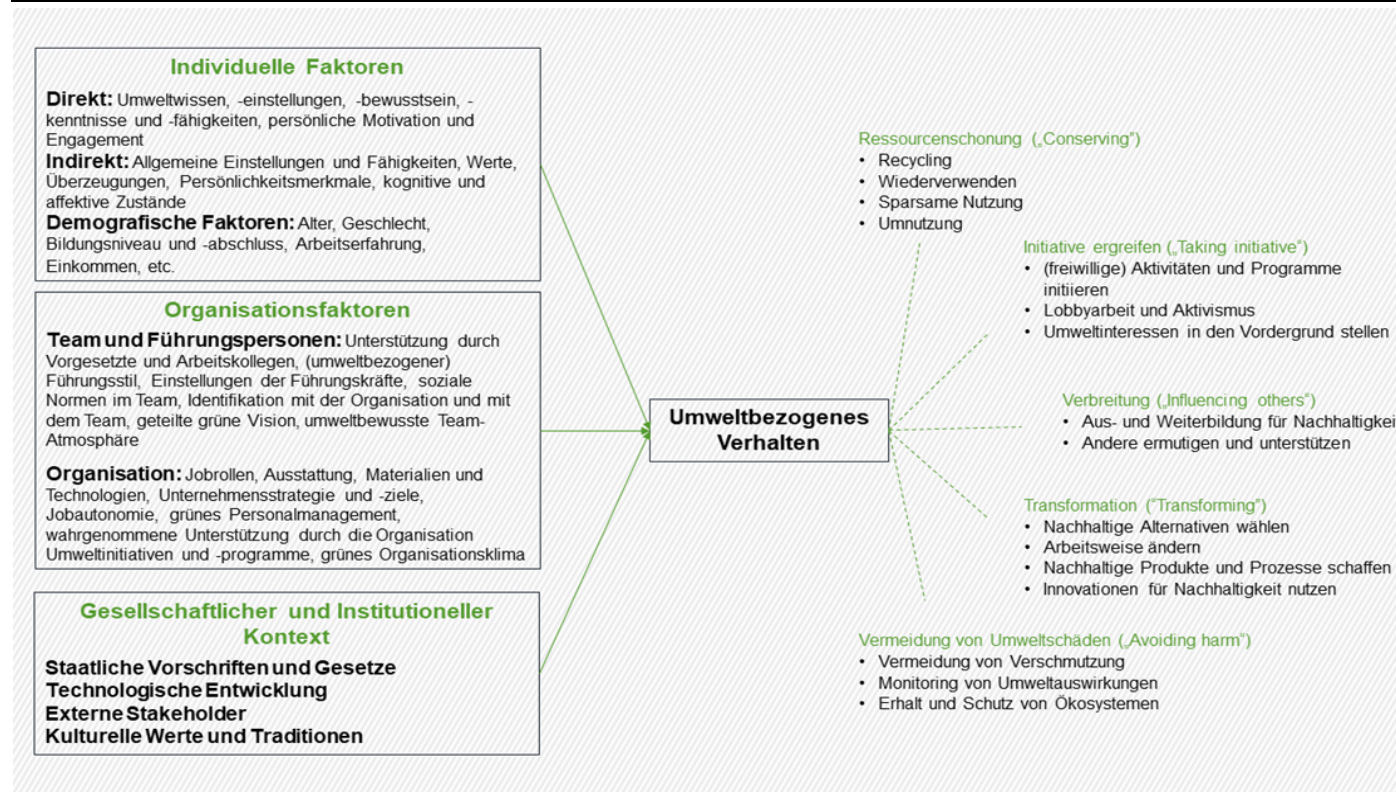 Individuelle Faktoren
Direkt: Umweltwissen, -einstellungen, -bewusstsein, -
kenntnisse und -fähigkeiten, persönliche Motivation und
Engagement
Indirekt: Allgemeine Einstellungen und Fähigkeiten, Werte,
Überzeugungen, Persönlichkeitsmerkmale, kognitive und
affektive Zustände
Demografische Faktoren: Alter, Geschlecht,
Bildungsniveau und -abschluss, Arbeitserfahrung,
Einkommen, etc.
Organisationsfaktoren
Team und Führungspersonen: Unterstützung durch
Vorgesetzte und Arbeitskollegen, (umweltbezogener)
Führungsstil, Einstellungen der Führungskräfte, soziale
Normen im Team, Identifikation mit der Organisation und mit
dem Team, geteilte grüne Vision, umweltbewusste Team-
Atmosphäre
Organisation: Jobrollen, Ausstattung, Materialien und
Technologien, Unternehmensstrategie und -ziele,
Jobautonomie, grünes Personalmanagement,
wahrgenommene Unterstützung durch die Organisation
Umweltinitiativen und -programme, grünes Organisationsklima
Gesellschaftlicher und Institutioneller
Kontext
Staatliche Vorschriften und Gesetze
Technologische Entwicklung
Externe Stakeholder
Kulturelle Werte und Traditionen
Umweltbezogenes
Verhalten
Ressourcenschonung („Conserving")
• Recycling
• Wiederverwenden
• Sparsame Nutzung
• Umnutzung
Initiative ergreifen („Taking initiative")
• (freiwillige) Aktivitäten und Programme
initiieren
• Lobbyarbeit und Aktivismus
• Umweltinteressen in den Vordergrund stellen
Verbreitung („Influencing others")
• Aus- und Weiterbildung für Nachhaltigkei
• Andere ermutigen und unterstützen
Transformation ("Transforming")
• Nachhaltige Alternativen wählen
• Arbeitsweise ändern
• Nachhaltige Produkte und Prozesse schaffen
• Innovationen für Nachhaltigkeit nutzen
Vermeidung von Umweltschäden („Avoiding harm")
• Vermeidung von Verschmutzung
• Monitoring von Umweltauswirkungen
• Erhalt und Schutz von Ökosystemen